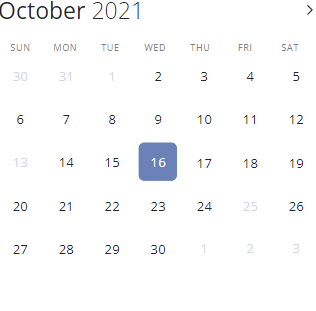 October 2021
SUN MON TUE WED THU FRI SAT
30 31 1 2 3 4 5
6 7 8 9 10 11 12
13 14 15 16 17 18 19
20 21 22 23 24 25 26
27 28 29 30 1 2 3